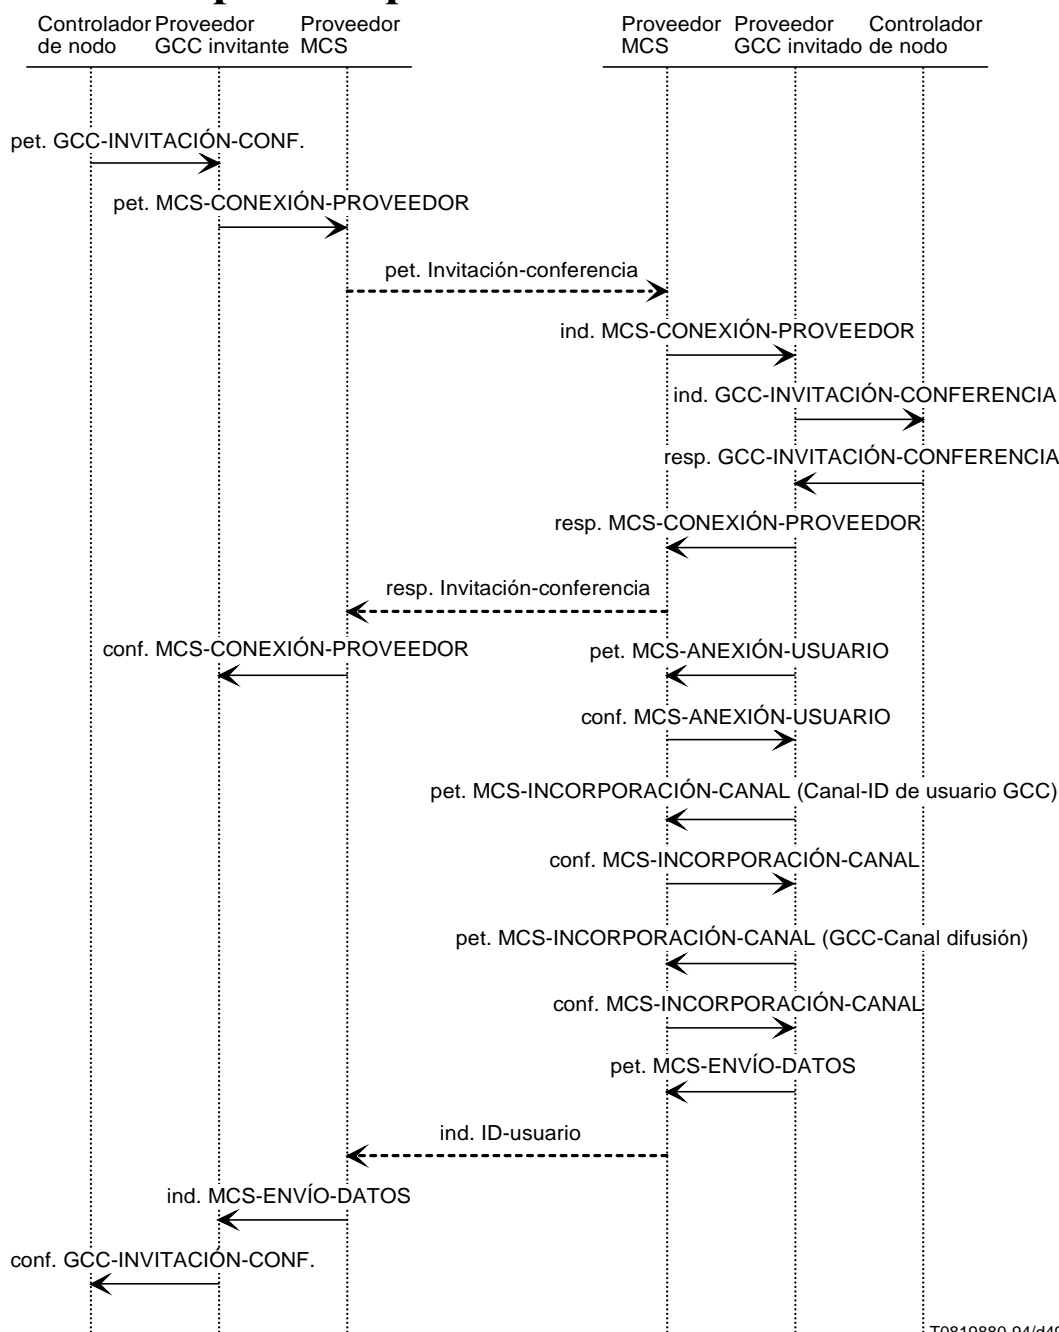 Controlador Proveedor Proveedor Proveedor Proveedor Controlador
de nodo GCC invitante MCS MCS GCC invitado de nodo
pet. GCC-INVITACIÓN-CONF.
pet. MCS-CONEXIÓN-PROVEEDOR
pet. Invitación-conferencia
ind. MCS-CONEXIÓN-PROVEEDOR
ind. GCC-INVITACIÓN-CONFERENCIA
resp. GCC-INVITACIÓN-CONFERENCIA
resp. MCS-CONEXIÓN-PROVEEDOR
resp. Invitación-conferencia
conf. MCS-CONEXIÓN-PROVEEDOR pet. MCS-ANEXIÓN-USUARIO
conf. MCS-ANEXIÓN-USUARIO
pet. MCS-INCORPORACIÓN-CANAL (Canal-ID de usuario GCC)
conf. MCS-INCORPORACIÓN-CANAL
pet. MCS-INCORPORACIÓN-CANAL (GCC-Canal difusión)
conf. MCS-INCORPORACIÓN-CANAL
pet. MCS-ENVÍO-DATOS
ind. ID-usuario
ind. MCS-ENVÍO-DATOS
conf. GCC-INVITACIÓN-CONF.